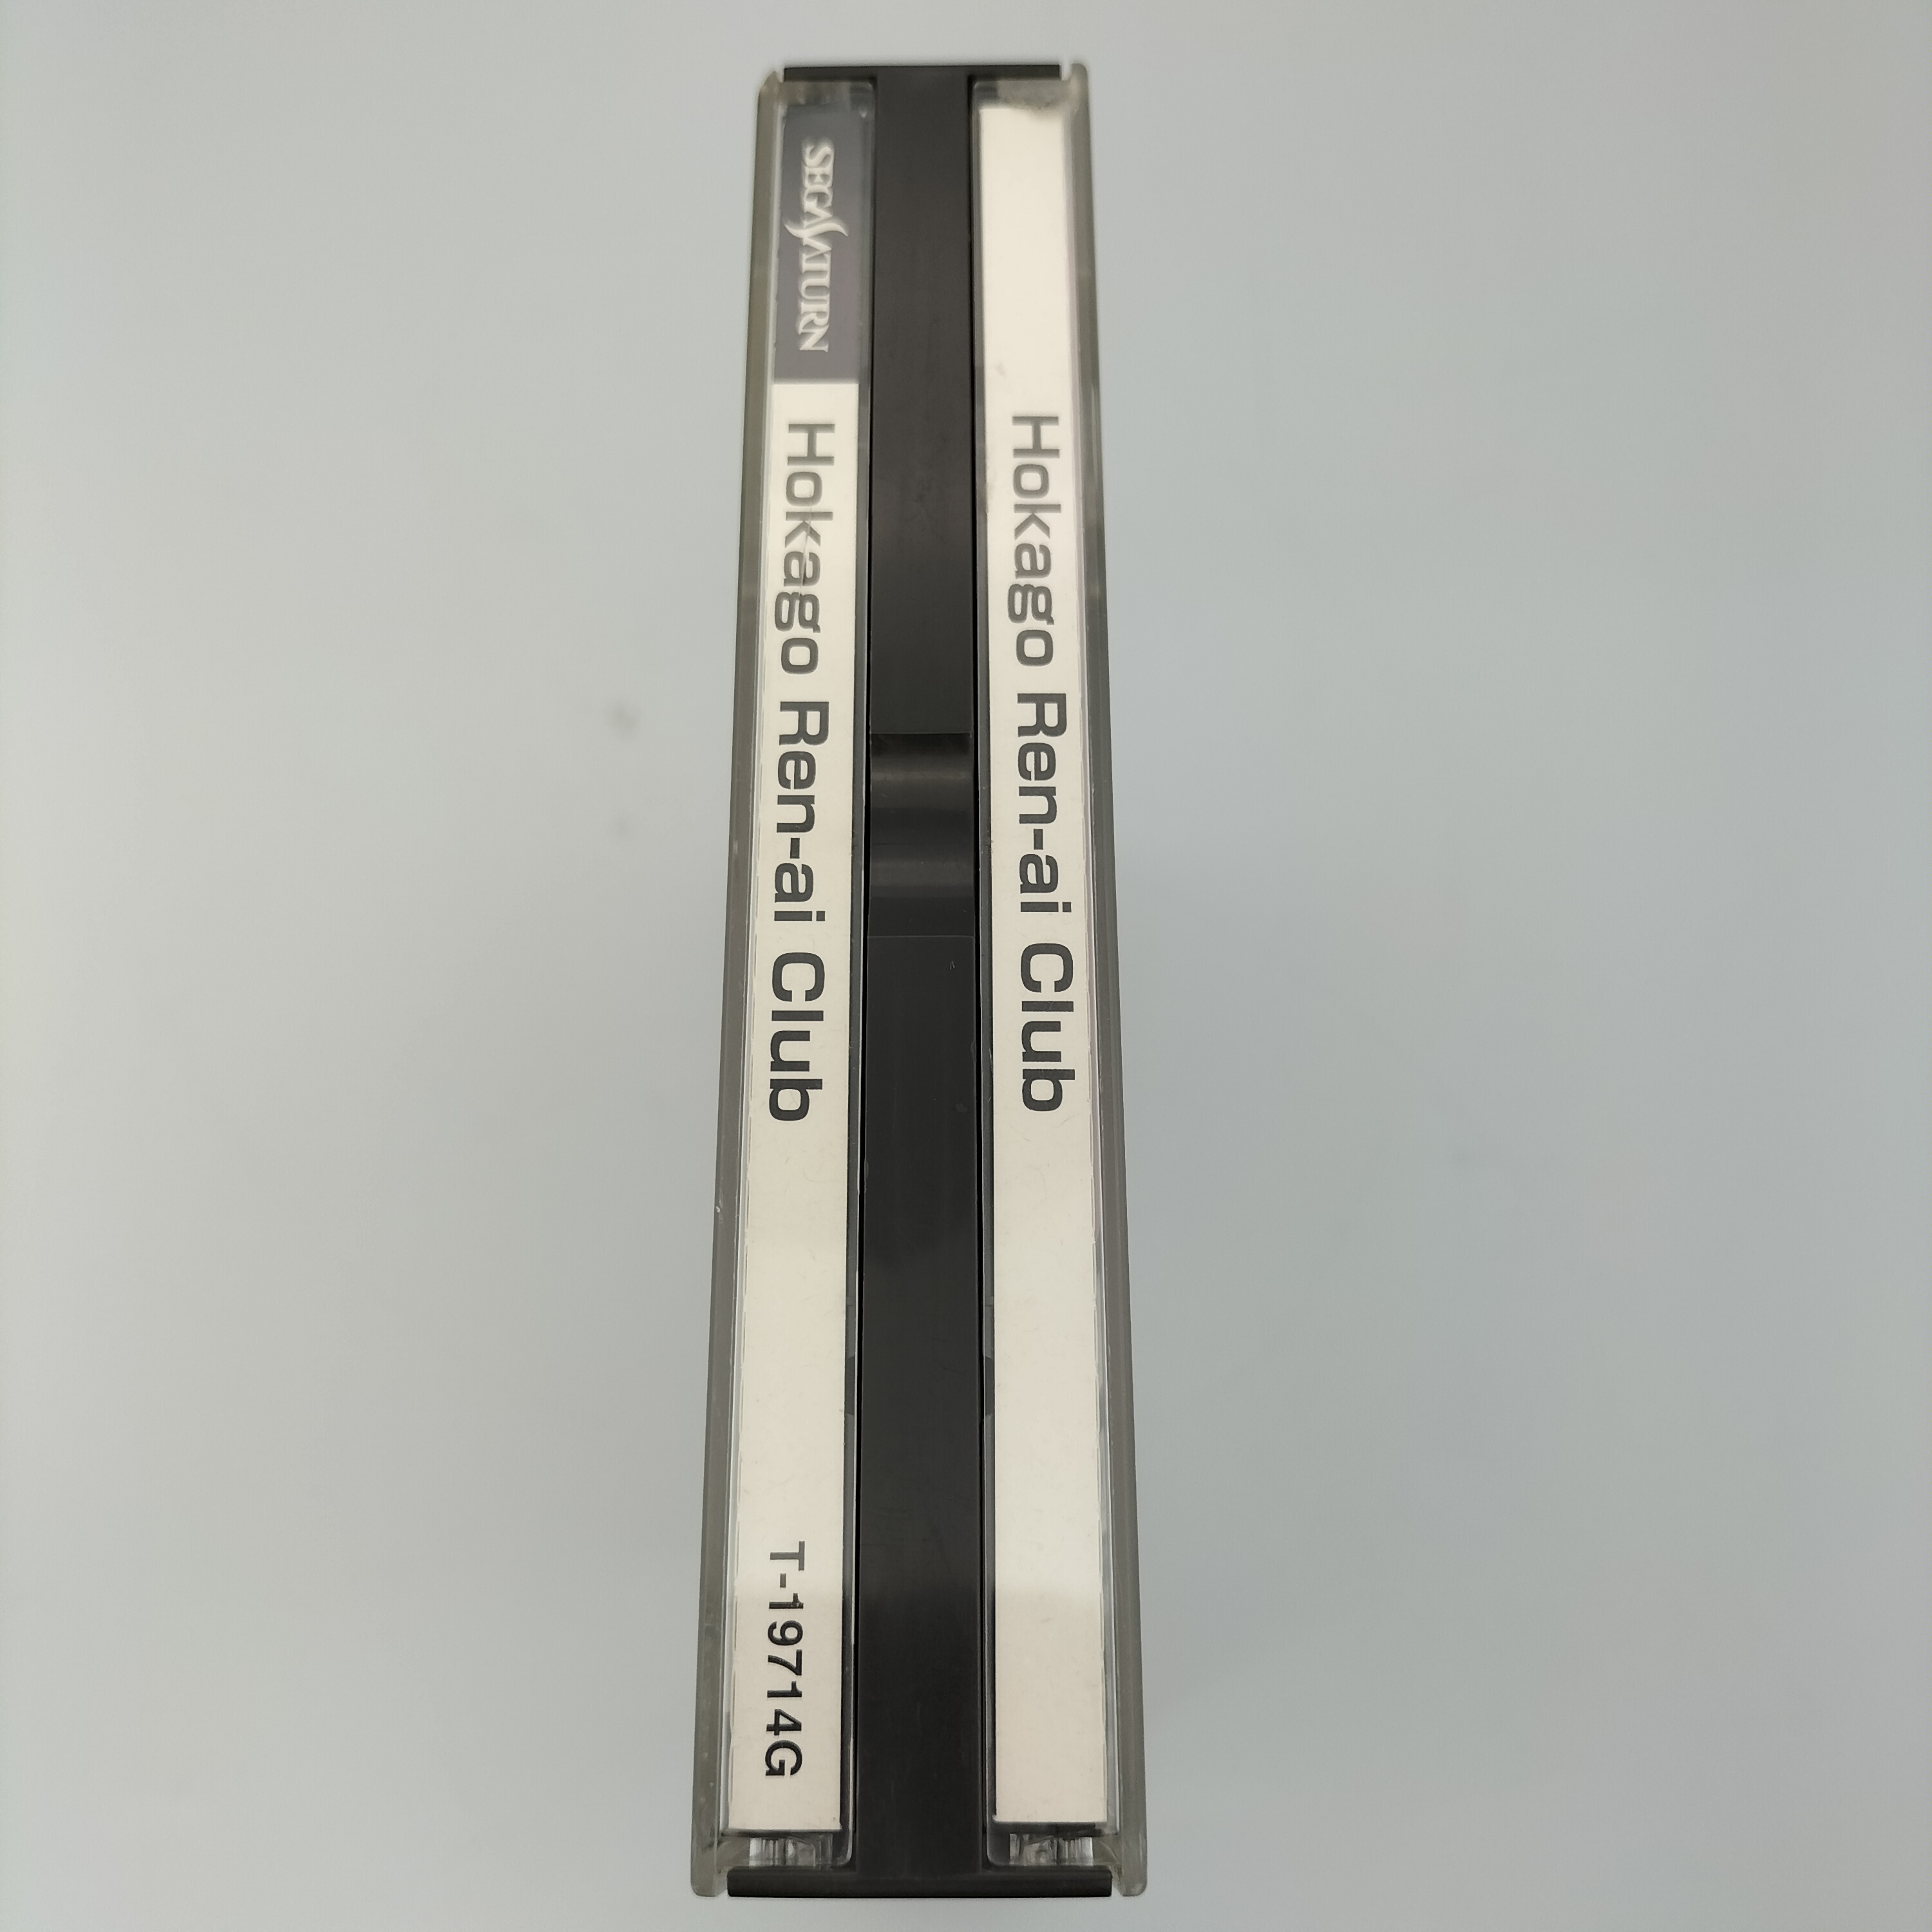 SEGA SATURN
Hokago Ren-ai Club
T-19714G
Hokago Ren-ai Club